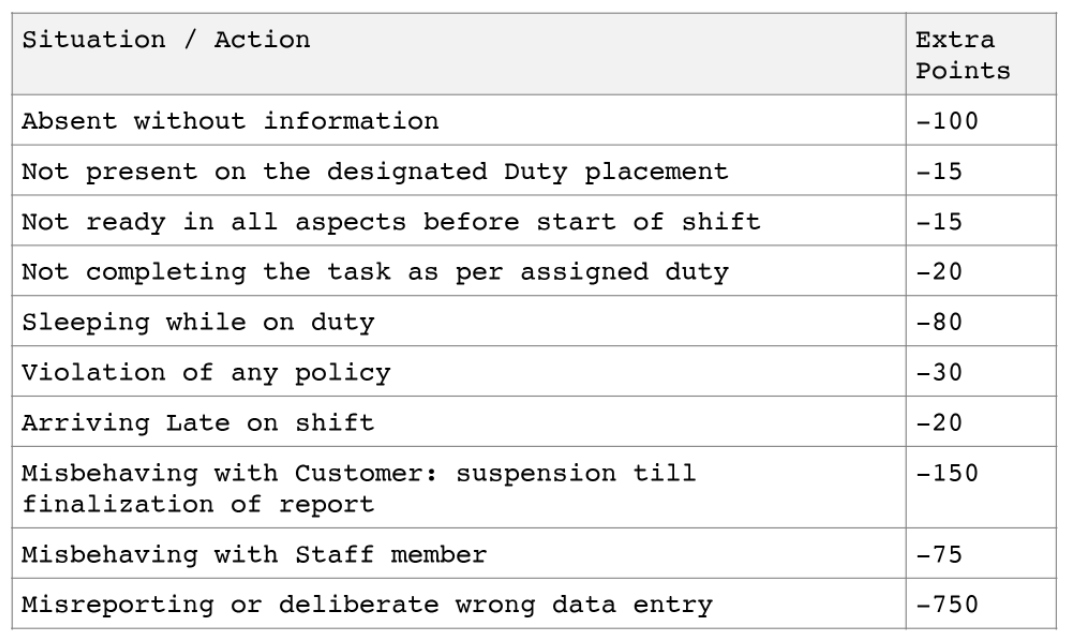 Situation / Action
Extra
Points
Absent without information
-100
Not present on the designated Duty placement
-15
Not ready in all aspects before start of shift
-15
Not completing the task as per assigned duty
-20
Sleeping while on duty
-80
Violation of any policy
-30
Arriving Late on shift
-20
Misbehaving with Customer: suspension till
finalization of report
-150
Misbehaving with Staff member
-75
Misreporting or deliberate wrong data entry
-750